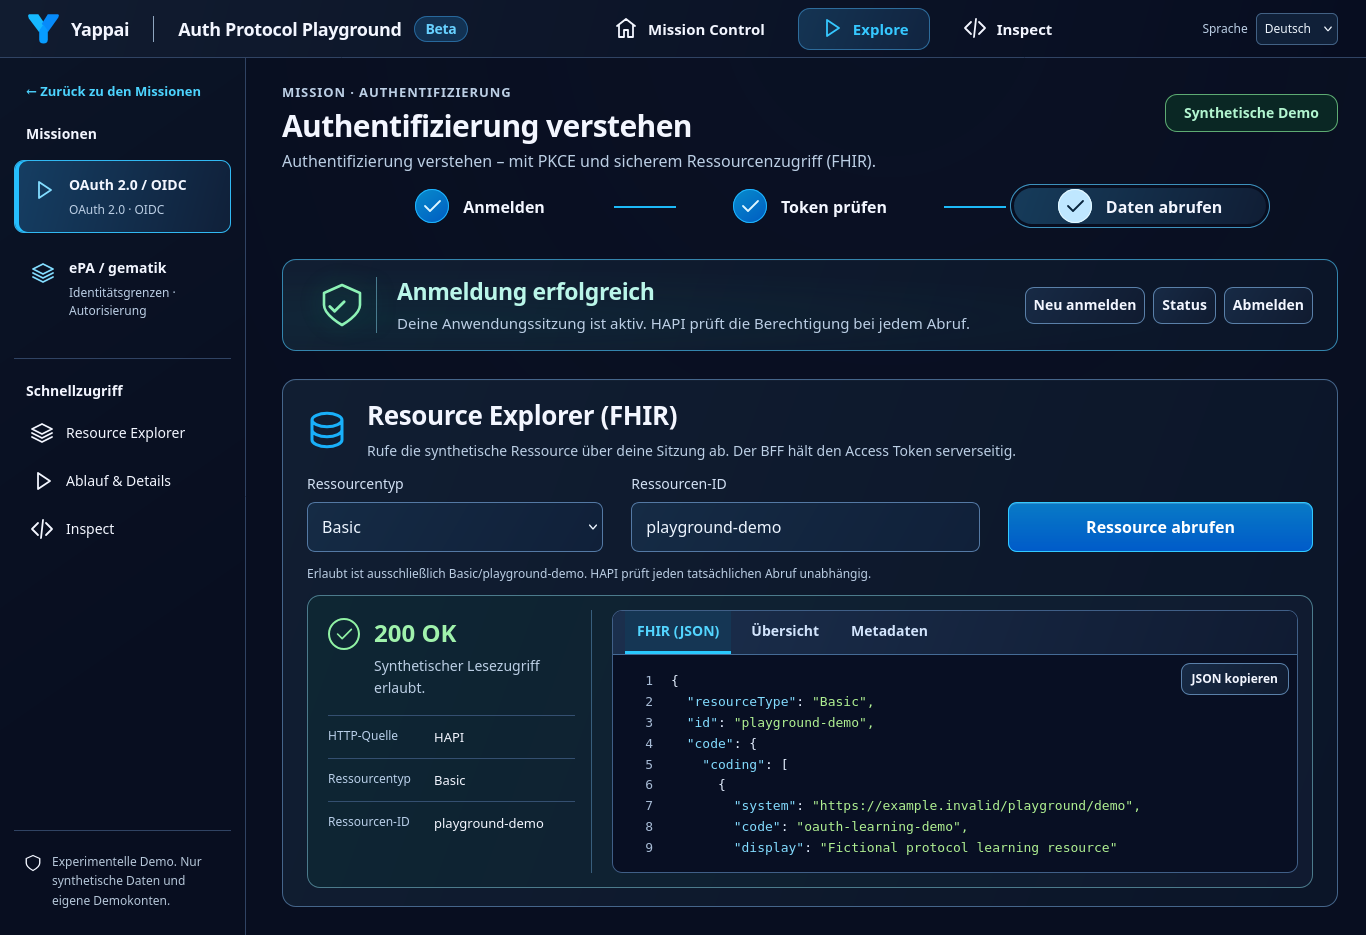 Yappai
Auth Protocol Playground
Beta
Mission Control
Explore
Inspect
Sprache
Deutsch
← Zurück zu den Missionen
Missionen
OAuth 2.0 / OIDC
OAuth 2.0 · OIDC
ePA / gematik
Identitätsgrenzen ·
Autorisierung
Schnellzugriff
Resource Explorer
Ablauf & Details
Inspect
Experimentelle Demo. Nur
synthetische Daten und
eigene Demokonten.
MISSION · AUTHENTIFIZIERUNG
Authentifizierung verstehen
Authentifizierung verstehen – mit PKCE und sicherem Ressourcenzugriff (FHIR).
Synthetische Demo
Anmelden
Token prüfen
Daten abrufen
Anmeldung erfolgreich
Deine Anwendungssitzung ist aktiv. HAPI prüft die Berechtigung bei jedem Abruf.
Neu anmelden
Status
Abmelden
Resource Explorer (FHIR)
Rufe die synthetische Ressource über deine Sitzung ab. Der BFF hält den Access Token serverseitig.
Ressourcentyp
Ressourcen-ID
Basic
playground-demo
Ressource abrufen
Erlaubt ist ausschließlich Basic/playground-demo. HAPI prüft jeden tatsächlichen Abruf unabhängig.
200 OK
Synthetischer Lesezugriff
erlaubt.
HTTP-Quelle HAPI
Ressourcentyp Basic
Ressourcen-ID playground-demo
FHIR (JSON)
Übersicht
Metadaten
JSON kopieren
1 {
2 "resourceType": "Basic",
3 "id": "playground-demo",
4 "code": {
5 "coding": [
6 {
7 "system": "https://example.invalid/playground/demo",
8 "code": "oauth-learning-demo",
9 "display": "Fictional protocol learning resource"